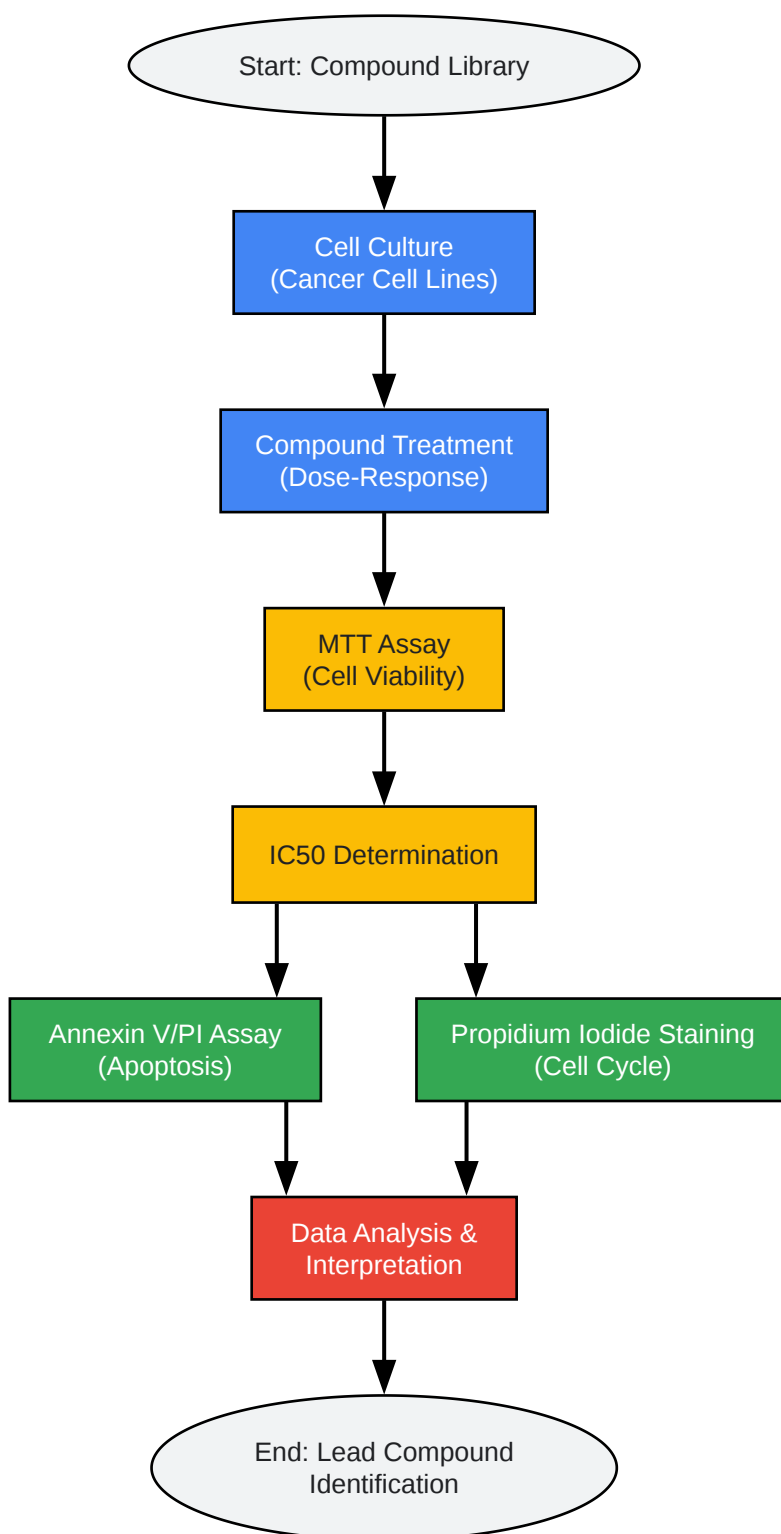 Start: Compound Library
Cell Culture
(Cancer Cell Lines)
Compound Treatment
(Dose-Response)
MTT Assay
(Cell Viability)
IC50 Determination
Annexin V/PI Assay
(Apoptosis)
Propidium Iodide Staining
(Cell Cycle)
Data Analysis &
Interpretation
End: Lead Compound
Identification